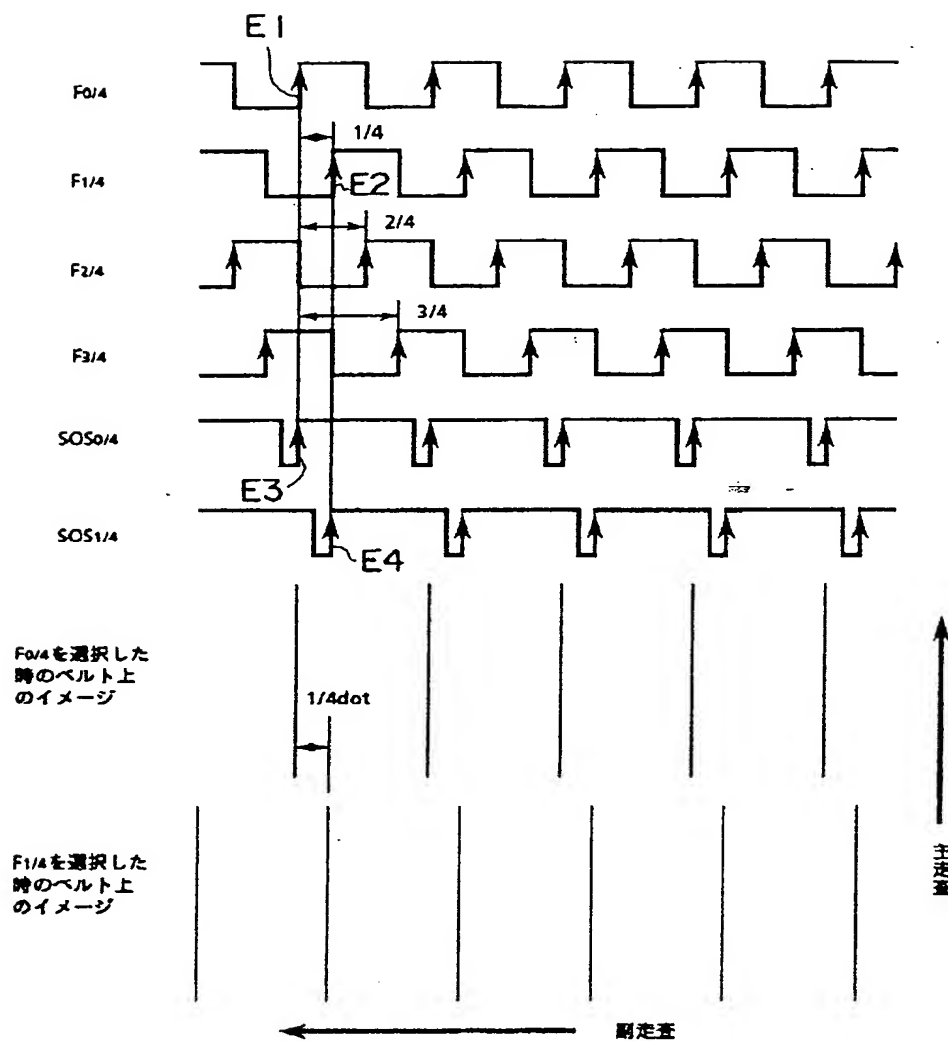 E1
F0/4
1/4
F1/4
E2
2/4
F2/4
3/4
F3/4
SOS0/4
E3
SOS1/4
E4
F0/4を選択した
時のベルト上
のイメージ
1/4dot
F1/4を選択した
時のベルト上
のイメージ
主走査
副走査